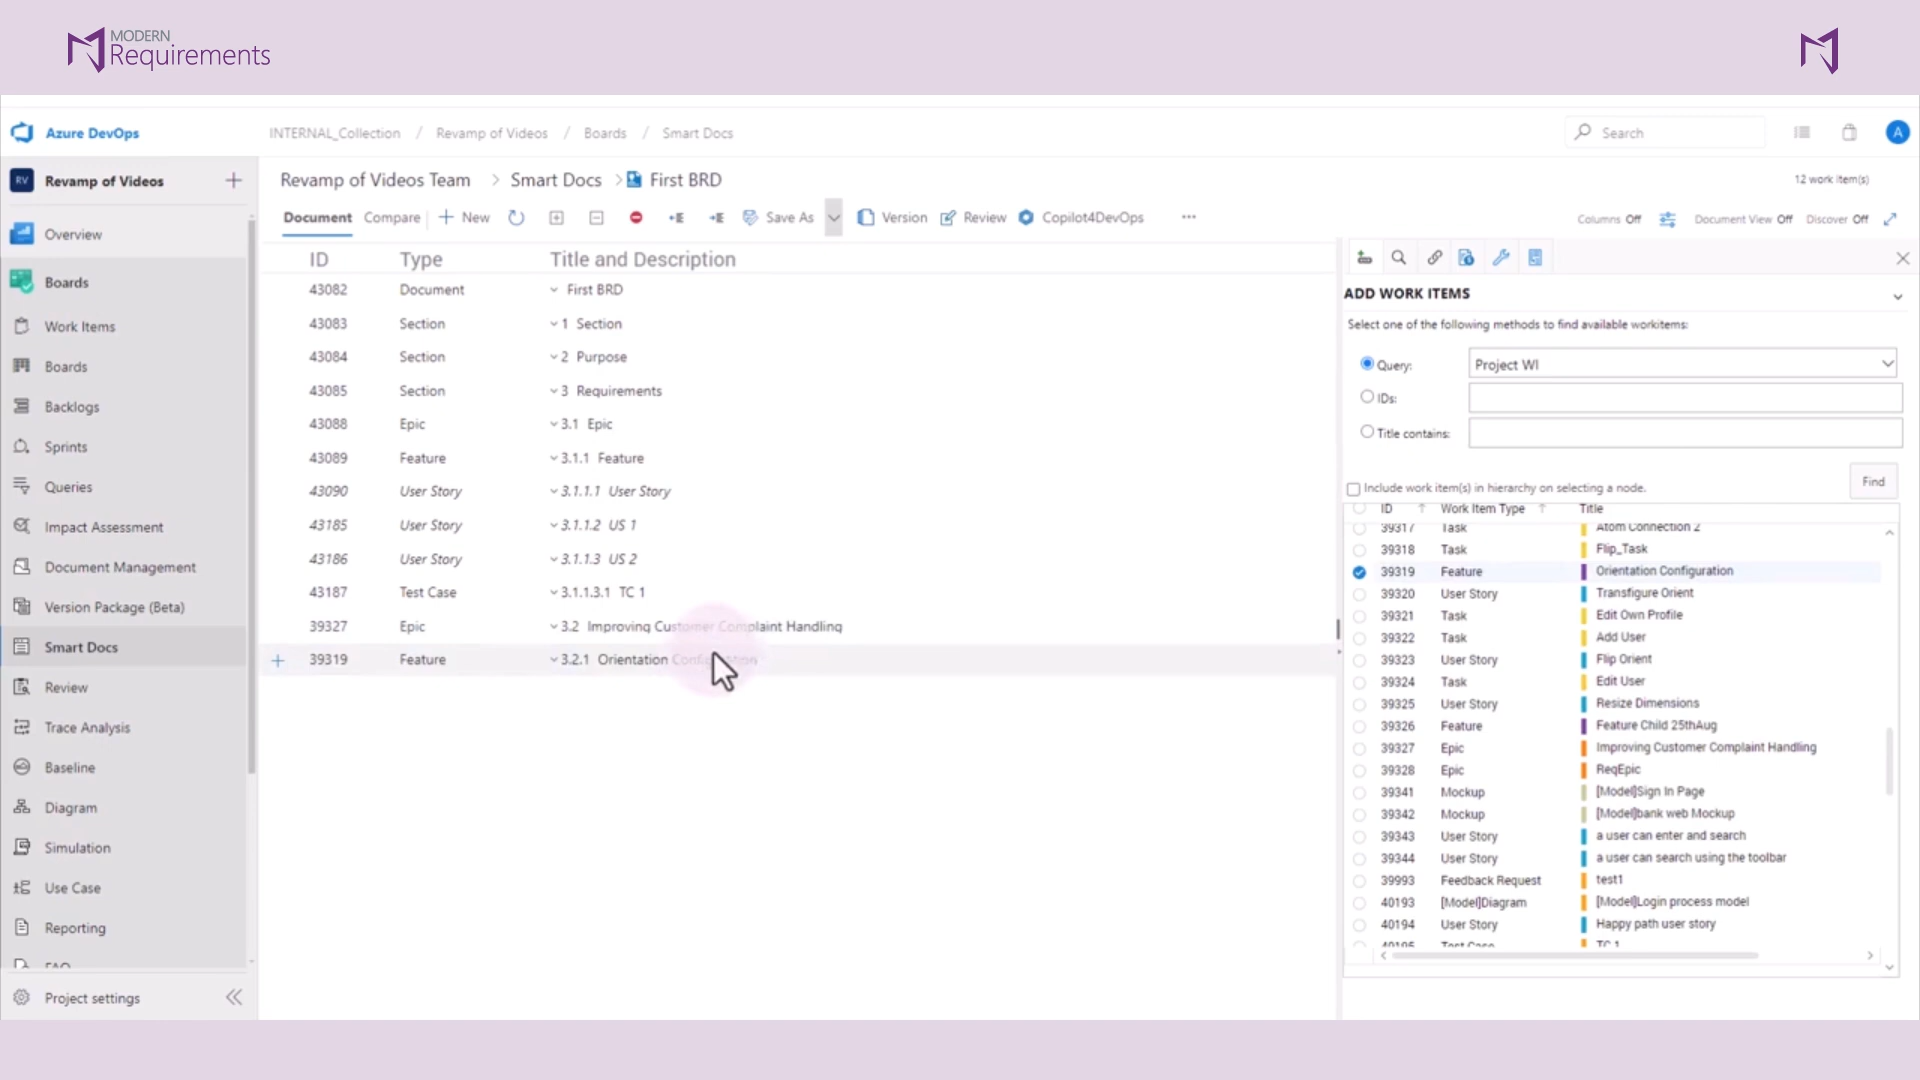 MODERN
Requirements
Azure DevOps
INTERNAL_Collection / Revamp of Videos / Boards / Smart Docs
Search
A
RV Revamp of Videos
Revamp of Videos Team > Smart Docs > First BRD
12 work item(s)
Document Compare New Save As Version Review Copilot4DevOps ...
Columns Off Document View Off Discover Off
Overview
Boards
Work Items
Boards
Backlogs
Sprints
Queries
Impact Assessment
Document Management
Version Package (Beta)
Smart Docs
Review
Trace Analysis
Baseline
Diagram
Simulation
Use Case
Reporting
FAQ
Project settings
ID Type Title and Description
43082 Document First BRD
43083 Section 1 Section
43084 Section 2 Purpose
43085 Section 3 Requirements
43088 Epic 3.1 Epic
43089 Feature 3.1.1 Feature
43090 User Story 3.1.1.1 User Story
43185 User Story 3.1.1.2 US 1
43186 User Story 3.1.1.3 US 2
43187 Test Case 3.1.1.3.1 TC 1
39327 Epic 3.2 Improving Customer Complaint Handling
39319 Feature 3.2.1 Orientation Configuration
ADD WORK ITEMS
Select one of the following methods to find available workitems:
Query: Project WI
IDs:
Title contains:
Include work item(s) in hierarchy on selecting a node.
Find
ID Work Item Type Title
39317 Task Atom Connection 2
39318 Task Flip_Task
39319 Feature Orientation Configuration
39320 User Story Transfigure Orient
39321 Task Edit Own Profile
39322 Task Add User
39323 User Story Flip Orient
39324 Task Edit User
39325 User Story Resize Dimensions
39326 Feature Feature Child 25thAug
39327 Epic Improving Customer Complaint Handling
39328 Epic ReqEpic
39341 Mockup [Model]Sign In Page
39342 Mockup [Model]bank web Mockup
39343 User Story a user can enter and search
39344 User Story a user can search using the toolbar
39993 Feedback Request test1
40193 [Model]Diagram [Model]Login process model
40194 User Story Happy path user story
40195 Test Case TC 1